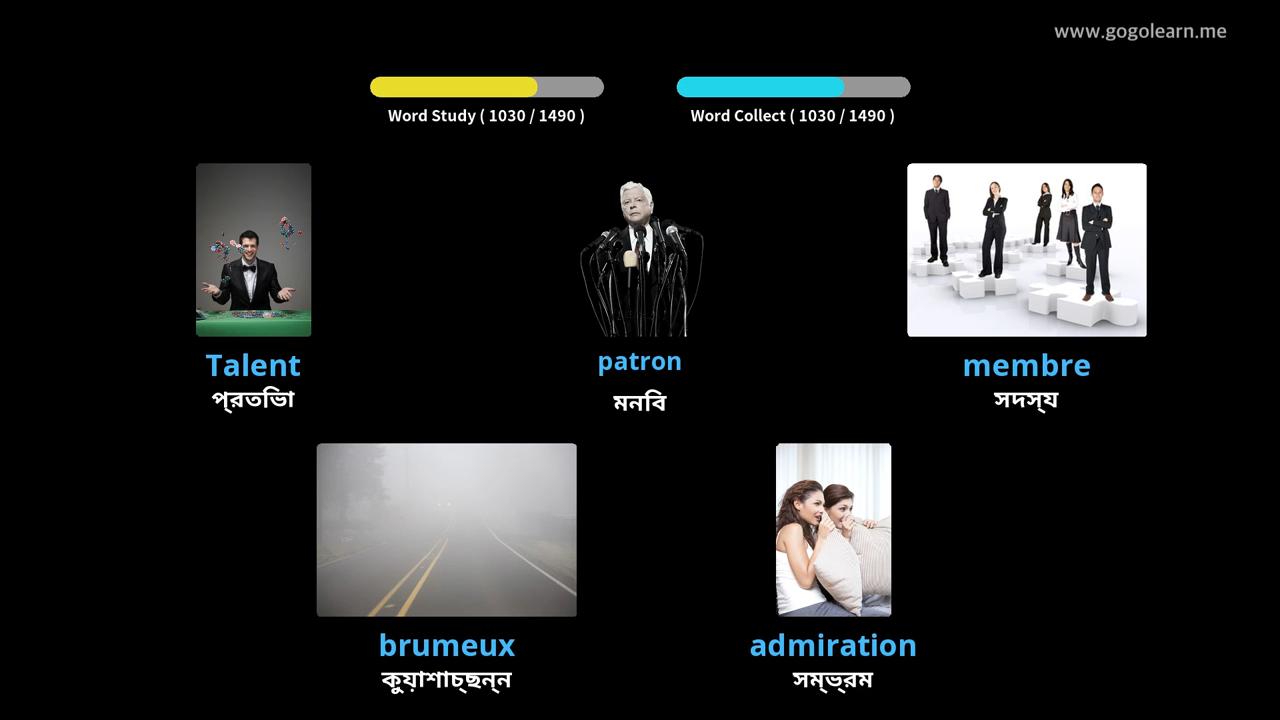 www.gogolearn.me
Word Study ( 1030 / 1490 )
Word Collect ( 1030 / 1490 )
Talent
প্রতিভা
patron
মনিব
membre
সদস্য
brumeux
কুয়াশাচ্ছন্ন
admiration
সম্ভ্রম